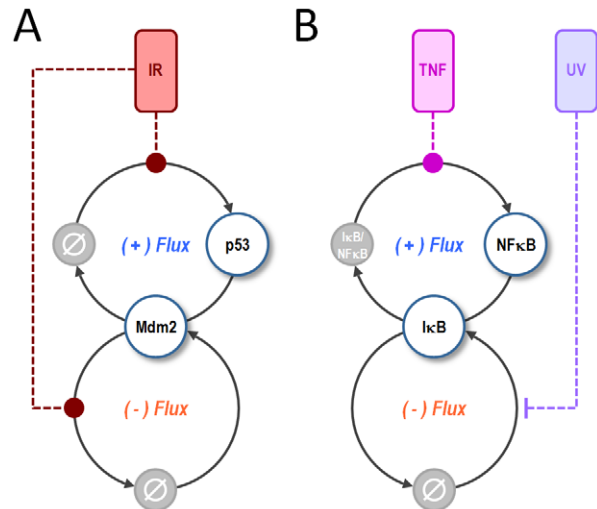 A
B
IR
TNF
UV
∅
( + ) Flux
p53
IκB/
NFκB
( + ) Flux
NFκB
Mdm2
IκB
( - ) Flux
( - ) Flux
∅
∅